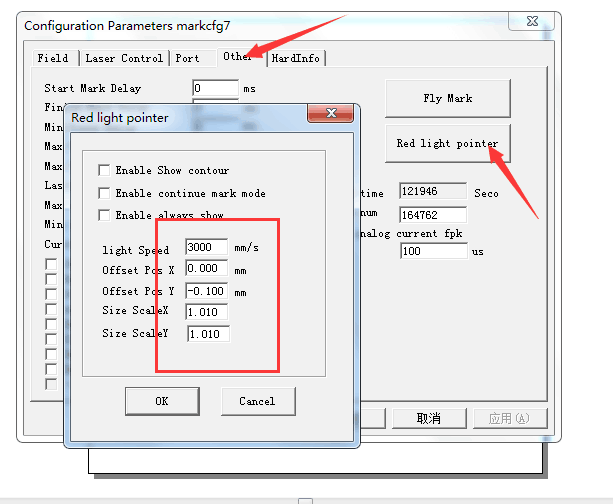 Configuration Parameters markcfg7
Field Laser Control Port Other HardInfo
Start Mark Delay 0 ms
Fly Mark
Red light pointer
Min
Max
Max
Las
Max
Min
Cur
time 121946 Seco
num 164762
nalog current fpk
100 us
取消 应用(A)
Red light pointer
Enable Show contour
Enable continue mark mode
Enable always show
light Speed 3000 mm/s
Offset Pos X 0.000 mm
Offset Pos Y -0.100 mm
Size ScaleX 1.010
Size ScaleY 1.010
OK Cancel